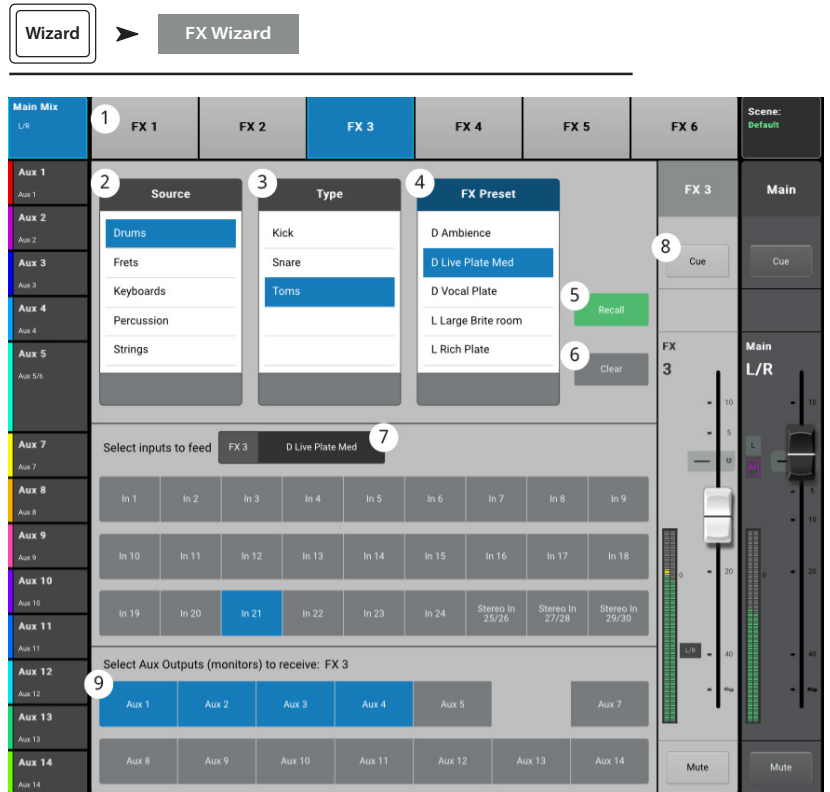 Wizard
FX Wizard
Main Mix
L/R
1
FX 1
FX 2
FX 3
FX 4
FX 5
FX 6
Scene:
Default
Aux 1
Aux 1
Aux 2
Aux 2
Aux 3
Aux 3
Aux 4
Aux 4
Aux 5
Aux 5/6
Aux 7
Aux 7
Aux 8
Aux 8
Aux 9
Aux 9
Aux 10
Aux 10
Aux 11
Aux 11
Aux 12
Aux 12
Aux 13
Aux 13
Aux 14
Aux 14
2
Source
Drums
Frets
Keyboards
Percussion
Strings
3
Type
Kick
Snare
Toms
4
FX Preset
D Ambience
D Live Plate Med
D Vocal Plate
L Large Brite room
L Rich Plate
5
Recall
6
Clear
Select inputs to feed
FX 3
D Live Plate Med
7
In 1
In 2
In 3
In 4
In 5
In 6
In 7
In 8
In 9
In 10
In 11
In 12
In 13
In 14
In 15
In 16
In 17
In 18
In 19
In 20
In 21
In 22
In 23
In 24
Stereo In
25/26
Stereo In
27/28
Stereo In
29/30
Select Aux Outputs (monitors) to receive: FX 3
9
Aux 1
Aux 2
Aux 3
Aux 4
Aux 5
Aux 7
Aux 8
Aux 9
Aux 10
Aux 11
Aux 12
Aux 13
Aux 14
FX 3
8
Cue
FX
3
10
5
U
0
20
L/R
40
∞
Mute
Main
Cue
Main
L/R
10
L
M
5
10
0
20
40
∞
Mute